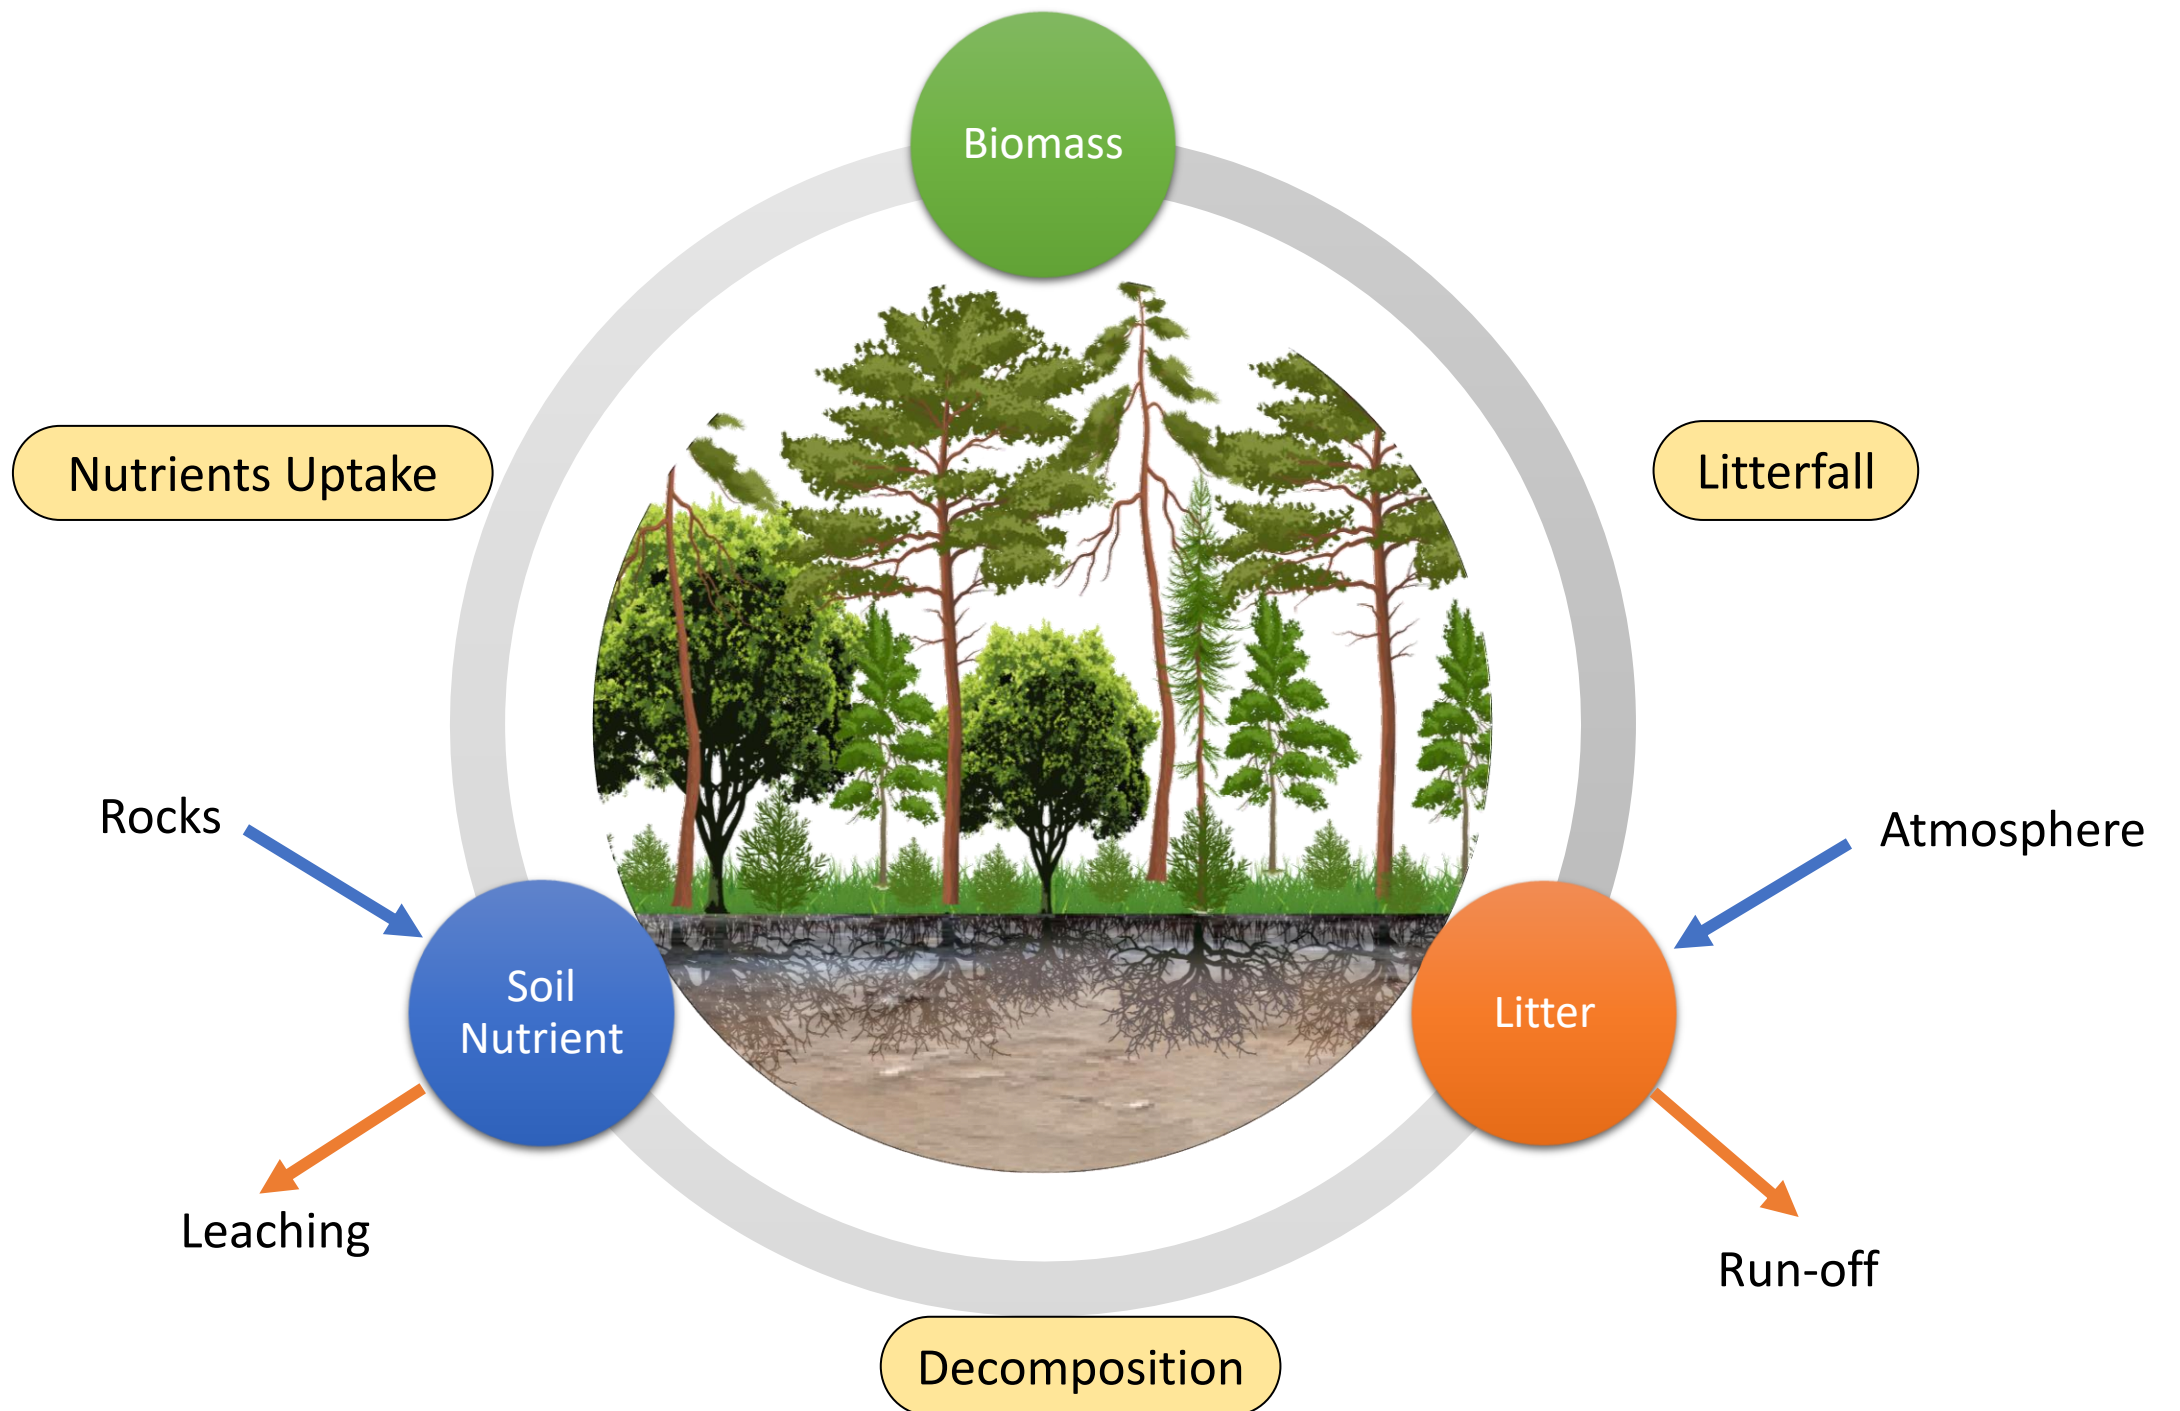 Biomass
Nutrients Uptake
Litterfall
Rocks
Atmosphere
Soil
Nutrient
Litter
Leaching
Run-off
Decomposition